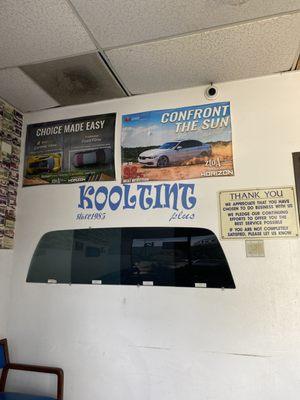 CHOICE MADE EASY
HORIZON
CONFRONT
THE SUN
HORIZON
KOOLTINT
plus
Since1985
THANK YOU
WE APPRECIATE THAT YOU HAVE
CHOSEN TO DO BUSINESS WITH US
WE PLEDGE OUR CONTINUING
EFFORTS TO OFFER YOU THE
BEST SERVICE POSSIBLE
IF YOU ARE NOT COMPLETELY
SATISFIED, PLEASE LET US KNOW